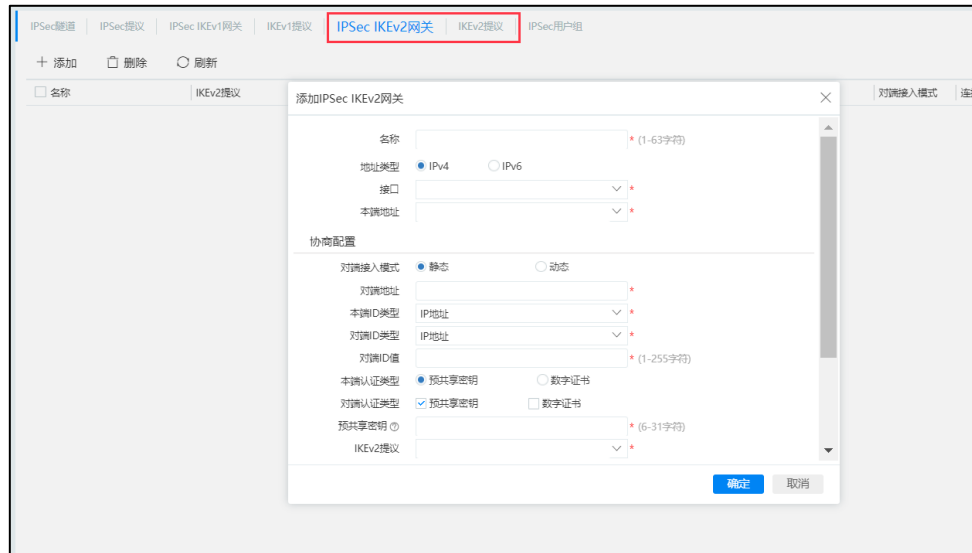 IPSec隧道 IPSec提议 IPSec IKEv1网关 IKEv1提议 IPSec IKEv2网关 IKEv2提议 IPSec用户组
添加 删除 刷新
名称 IKEv2提议 对端接入模式
添加IPSec IKEv2网关
名称 * (1-63字符)
地址类型 IPv4 IPv6
接口 *
本端地址 *
协商配置
对端接入模式 静态 动态
对端地址 *
本端ID类型 IP地址 *
对端ID类型 IP地址 *
对端ID值 * (1-255字符)
本端认证类型 预共享密钥 数字证书
对端认证类型 预共享密钥 数字证书
预共享密钥 * (6-31字符)
IKEv2提议 *
确定 取消